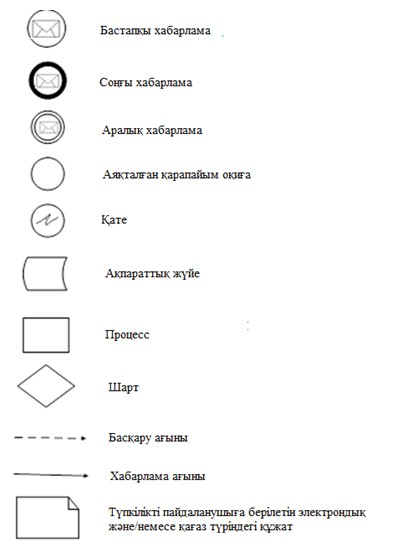 Бастапқы хабарлама
Соңғы хабарлама
Аралық хабарлама
Аяқталған қарапайым оқиға
Қате
Ақпараттық жүйе
Процесс
Шарт
Басқару ағыны
Хабарлама ағыны
Түпкілікті пайдаланушыға берілетін электрондық
және/немесе қағаз түріндегі құжат